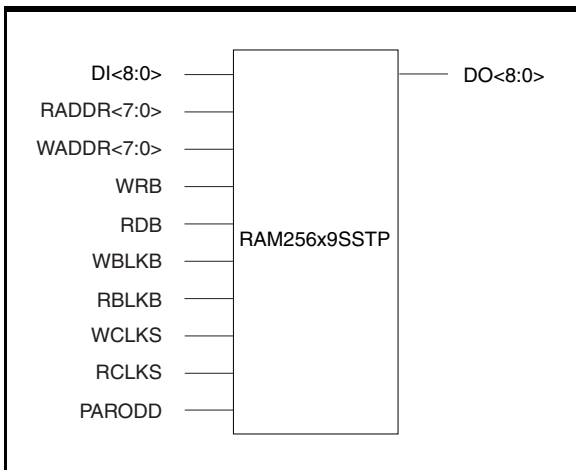 DI<8:0>
DO<8:0>
RADDR<7:0>
WADDR<7:0>
WRB
RDB
RAM256x9SSTP
WBLKB
RBLKB
WCLKS
RCLKS
PARODD